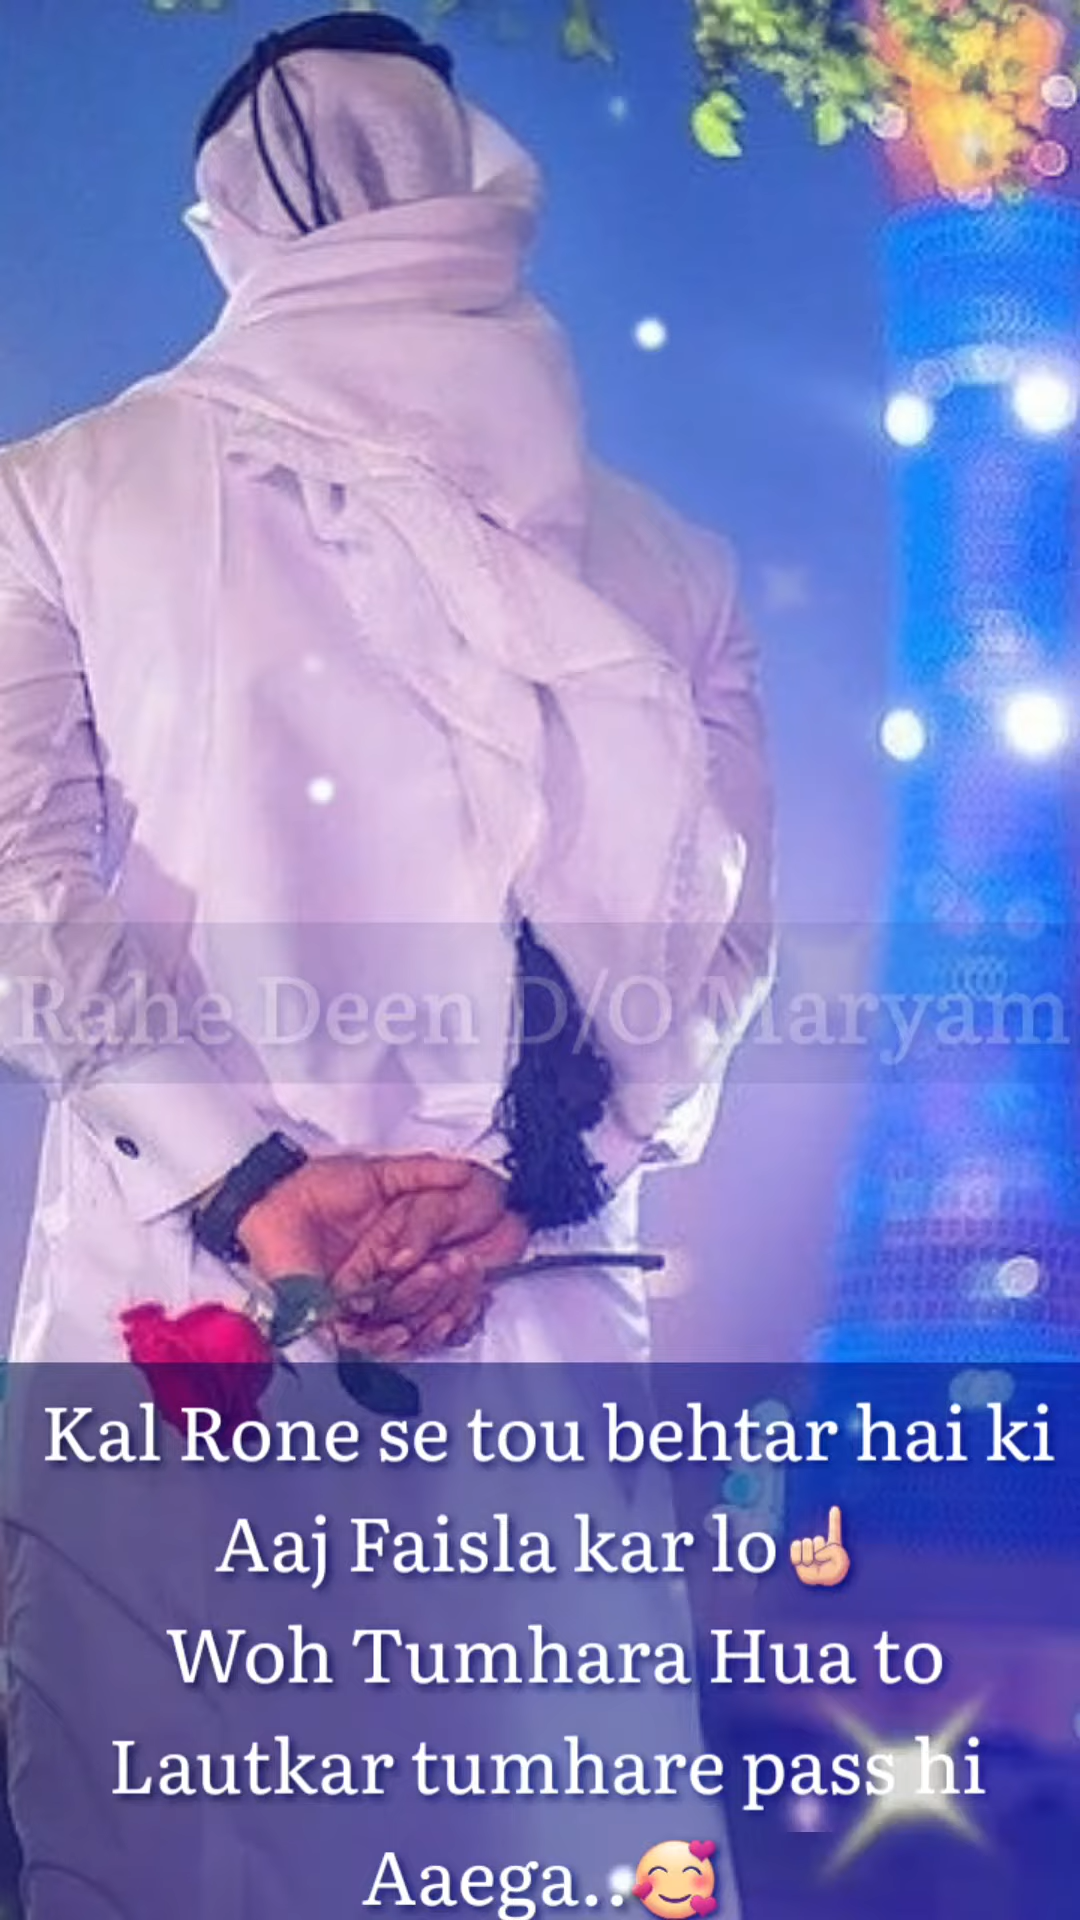 Rahe Deen D/O Maryam
Kal Rone se tou behtar hai ki
Aaj Faisla kar lo☝🏼
Woh Tumhara Hua to
Lautkar tumhare pass hi
Aaega..🥰